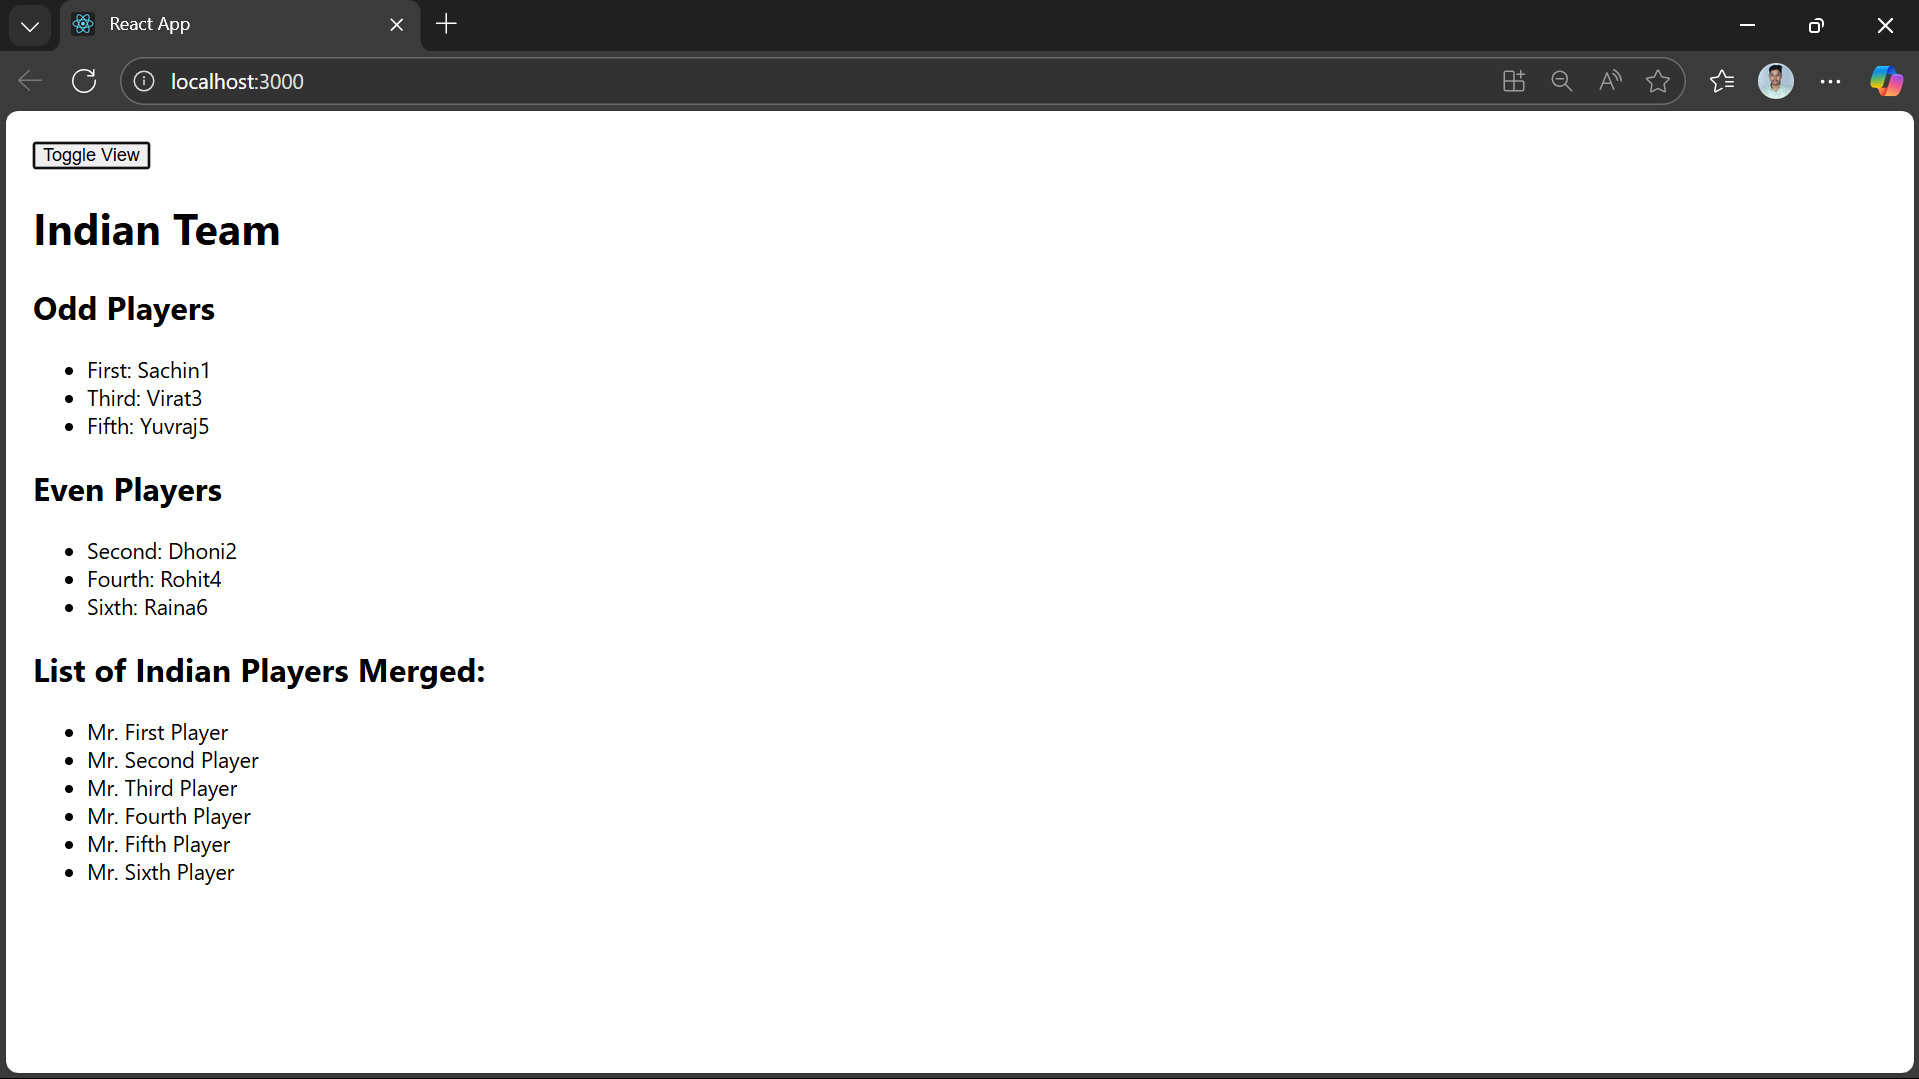 React App
localhost:3000
Toggle View
Indian Team
Odd Players
First: Sachin1
Third: Virat3
Fifth: Yuvraj5
Even Players
Second: Dhoni2
Fourth: Rohit4
Sixth: Raina6
List of Indian Players Merged:
Mr. First Player
Mr. Second Player
Mr. Third Player
Mr. Fourth Player
Mr. Fifth Player
Mr. Sixth Player